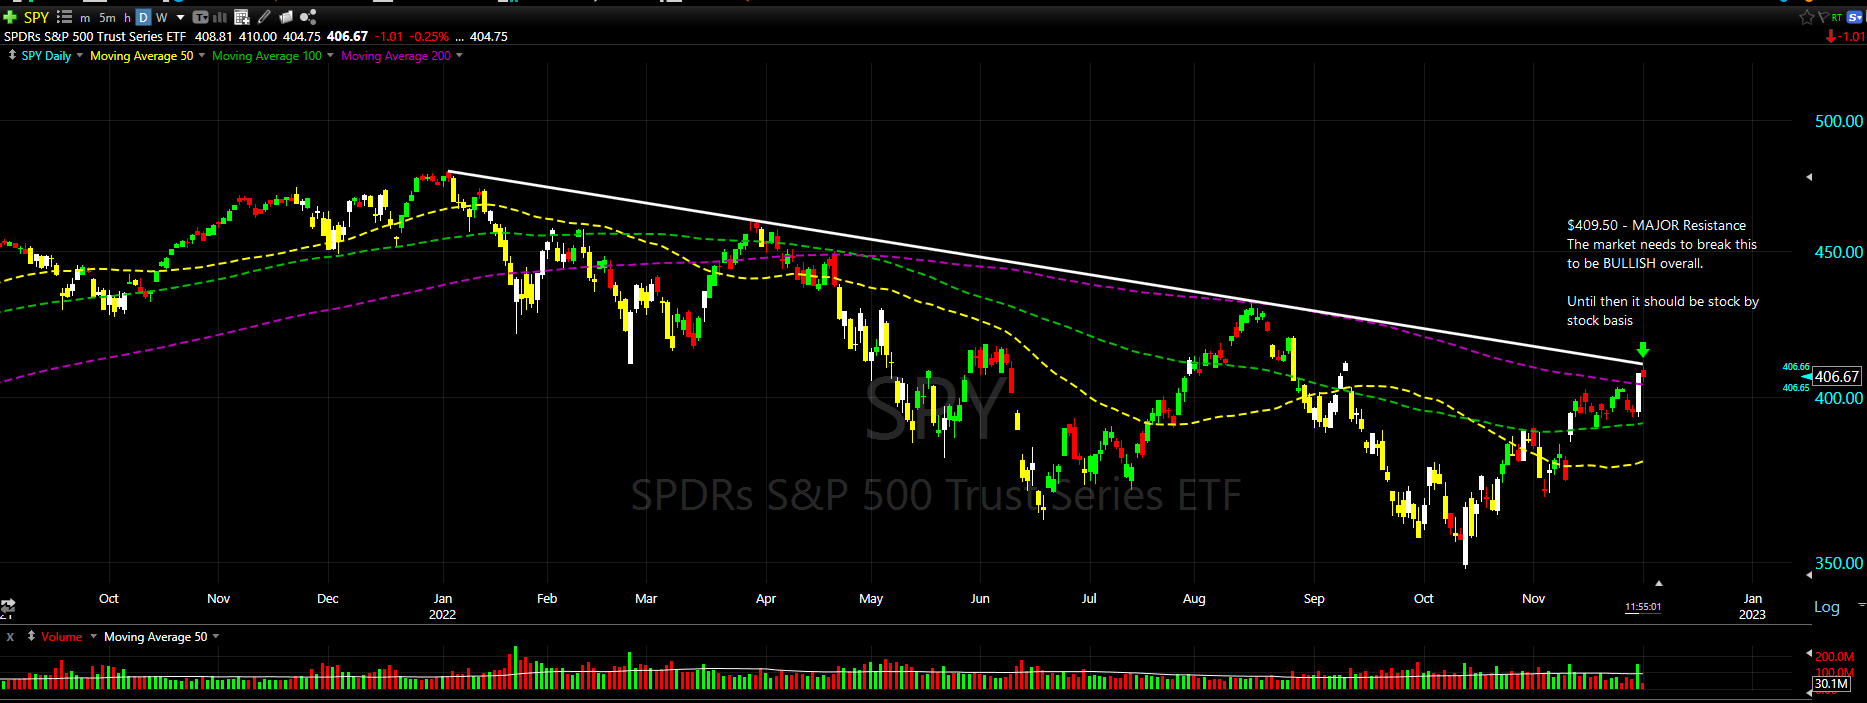 SPY m 5m h D W T RT S
SPDRs S&P 500 Trust Series ETF 408.81 410.00 404.75 406.67 -1.01 -0.25% ... 404.75
-1.01
SPY Daily Moving Average 50 Moving Average 100 Moving Average 200
500.00
$409.50 - MAJOR Resistance
The market needs to break this
to be BULLISH overall.
450.00
Until then it should be stock by
stock basis
406.66
406.67
406.65
400.00
SPY
SPDRs S&P 500 Trust Series ETF
350.00
Oct Nov Dec Jan Feb Mar Apr May Jun Jul Aug Sep Oct Nov Jan
21 2022 11:55:01 2023
Log
X Volume Moving Average 50
200.0M
100.0M
30.1M